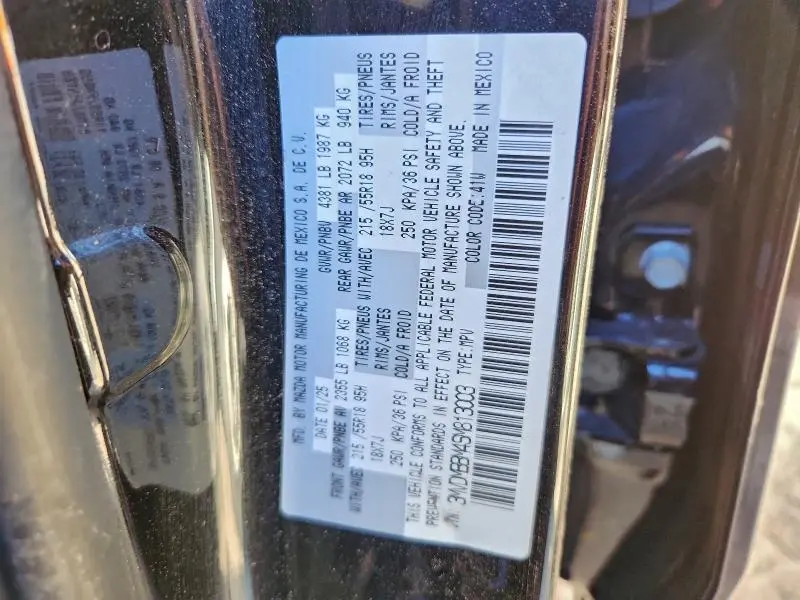 MFD. BY MAZDA MOTOR MANUFACTURING DE MEXICO S.A. DE C.V.
DATE 01/25 GVWR/PNBV 4381 LB 1987 KG
FRONT GAWR/PNBE AV 2355 LB 1068 KG REAR GAWR/PNBE AR 2072 LB 940 KG
WITH/AVEC 215 /55R18 95H TIRES/PNEUS WITH/AVEC 215 /55R18 95H TIRES/PNEUS
18X7J RIMS/JANTES 18X7J RIMS/JANTES
250 KPA/36 PSI COLD/A FROID 250 KPA/36 PSI COLD/A FROID
THIS VEHICLE CONFORMS TO ALL APPLICABLE FEDERAL MOTOR VEHICLE SAFETY AND THEFT
PREVENTION STANDARDS IN EFFECT ON THE DATE OF MANUFACTURE SHOWN ABOVE.
TYPE:MPV COLOR CODE:41W MADE IN MEXICO